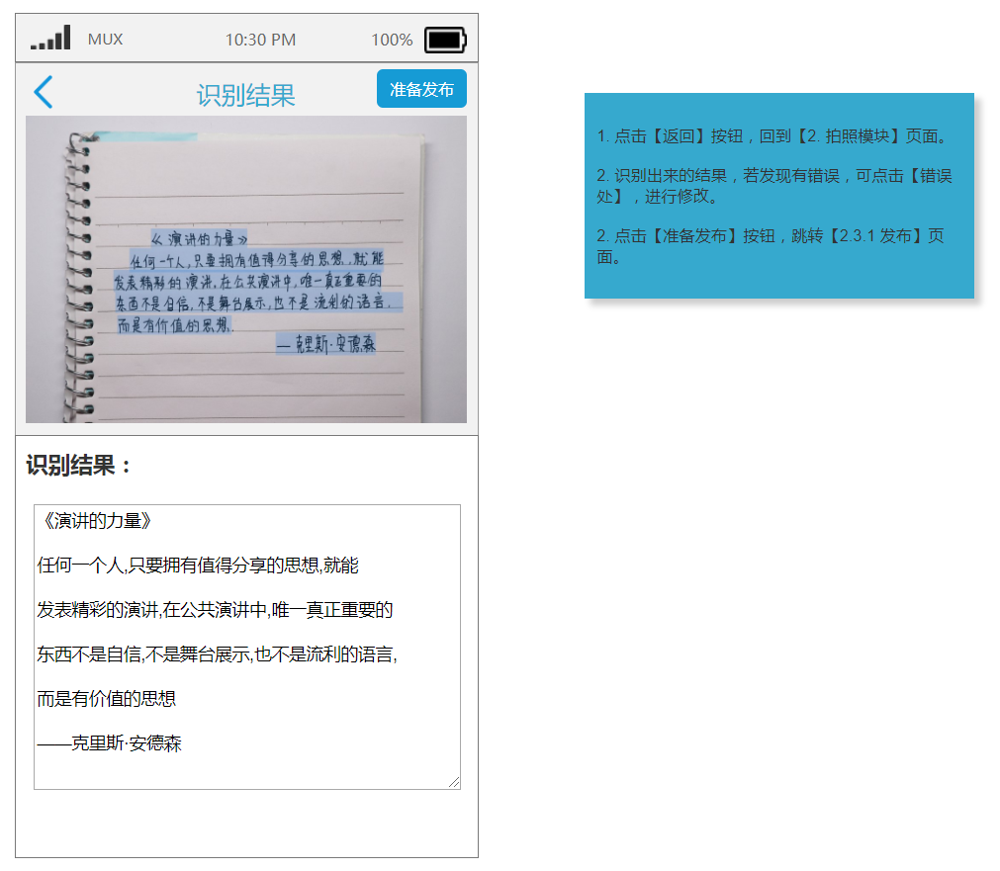 MUX 10:30 PM 100%
识别结果 准备发布
《演讲的力量》
任何一个人,只要拥有值得分享的思想,就能
发表精彩的演讲,在公共演讲中,唯一真正重要的
东西不是自信,不是舞台展示,也不是流利的语言,
而是有价值的思想.
—克里斯·安德森
识别结果：
《演讲的力量》
任何一个人,只要拥有值得分享的思想,就能
发表精彩的演讲,在公共演讲中,唯一真正重要的
东西不是自信,不是舞台展示,也不是流利的语言,
而是有价值的思想
——克里斯·安德森
1. 点击【返回】按钮，回到【2. 拍照模块】页面。
2. 识别出来的结果，若发现有错误，可点击【错误
处】，进行修改。
2. 点击【准备发布】按钮，跳转【2.3.1 发布】页
面。